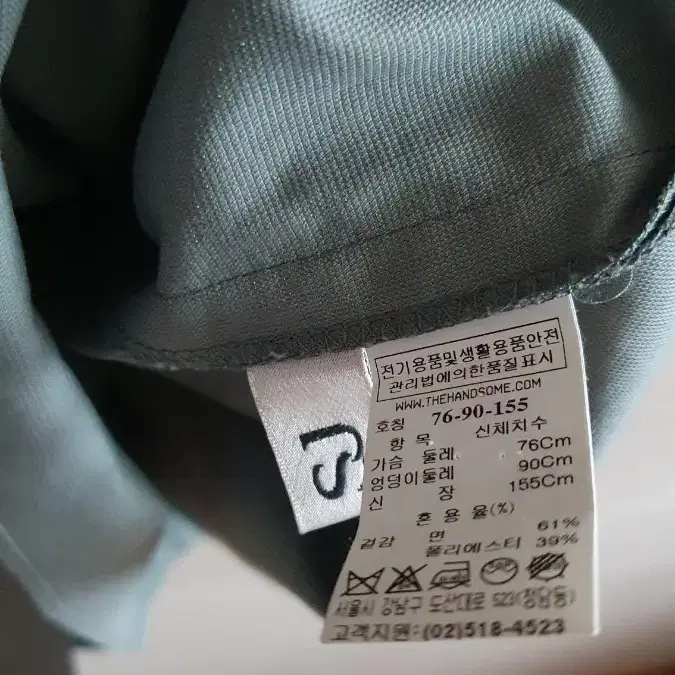 전기용품및생활용품안전
관리법에의한품질표시
WWW.THEHANDSOME.COM
호칭 76-90-155
항 목 신체치수
가슴 둘레 76Cm
엉덩이둘레 90Cm
신 장 155Cm
혼 용 율(%)
겉감 면 61%
폴리에스터 39%
서울시 강남구 도산대로 523(청담동)
고객지원: (02)518-4523
SJ